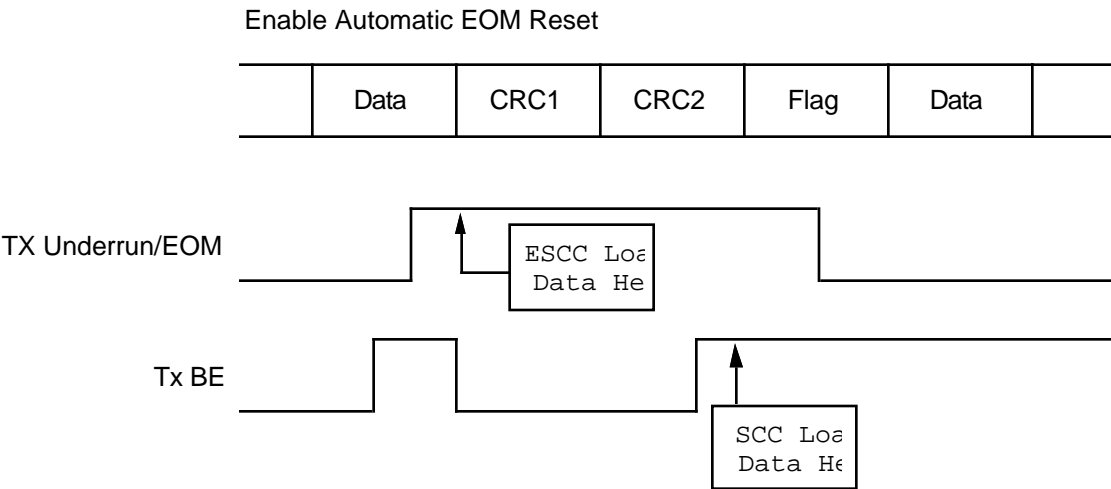 Enable Automatic EOM Reset
Data CRC1 CRC2 Flag Data
TX Underrun/EOM
ESCC Loa
Data He
Tx BE
SCC Loa
Data He